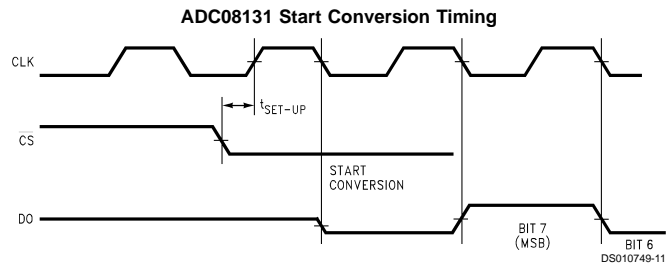 ADC08131 Start Conversion Timing
CLK
tSET-UP
CS
START
CONVERSION
DO
BIT 7
(MSB)
BIT 6
DS010749-11